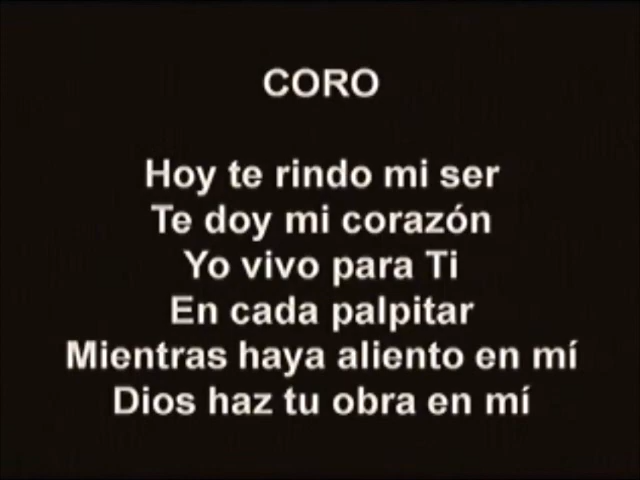 CORO
Hoy te rindo mi ser
Te doy mi corazón
Yo vivo para Ti
En cada palpitar
Mientras haya aliento en mí
Dios haz tu obra en mí